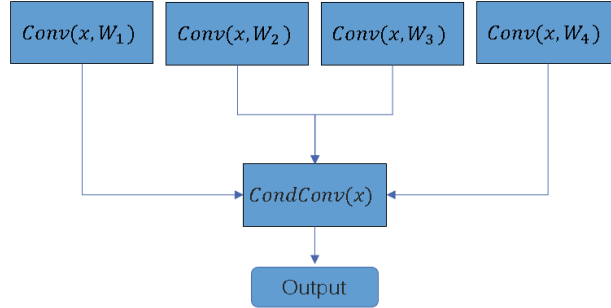 Conv(x, W₁)
Conv(x, W₂)
Conv(x, W₃)
Conv(x, W₄)
CondConv(x)
Output